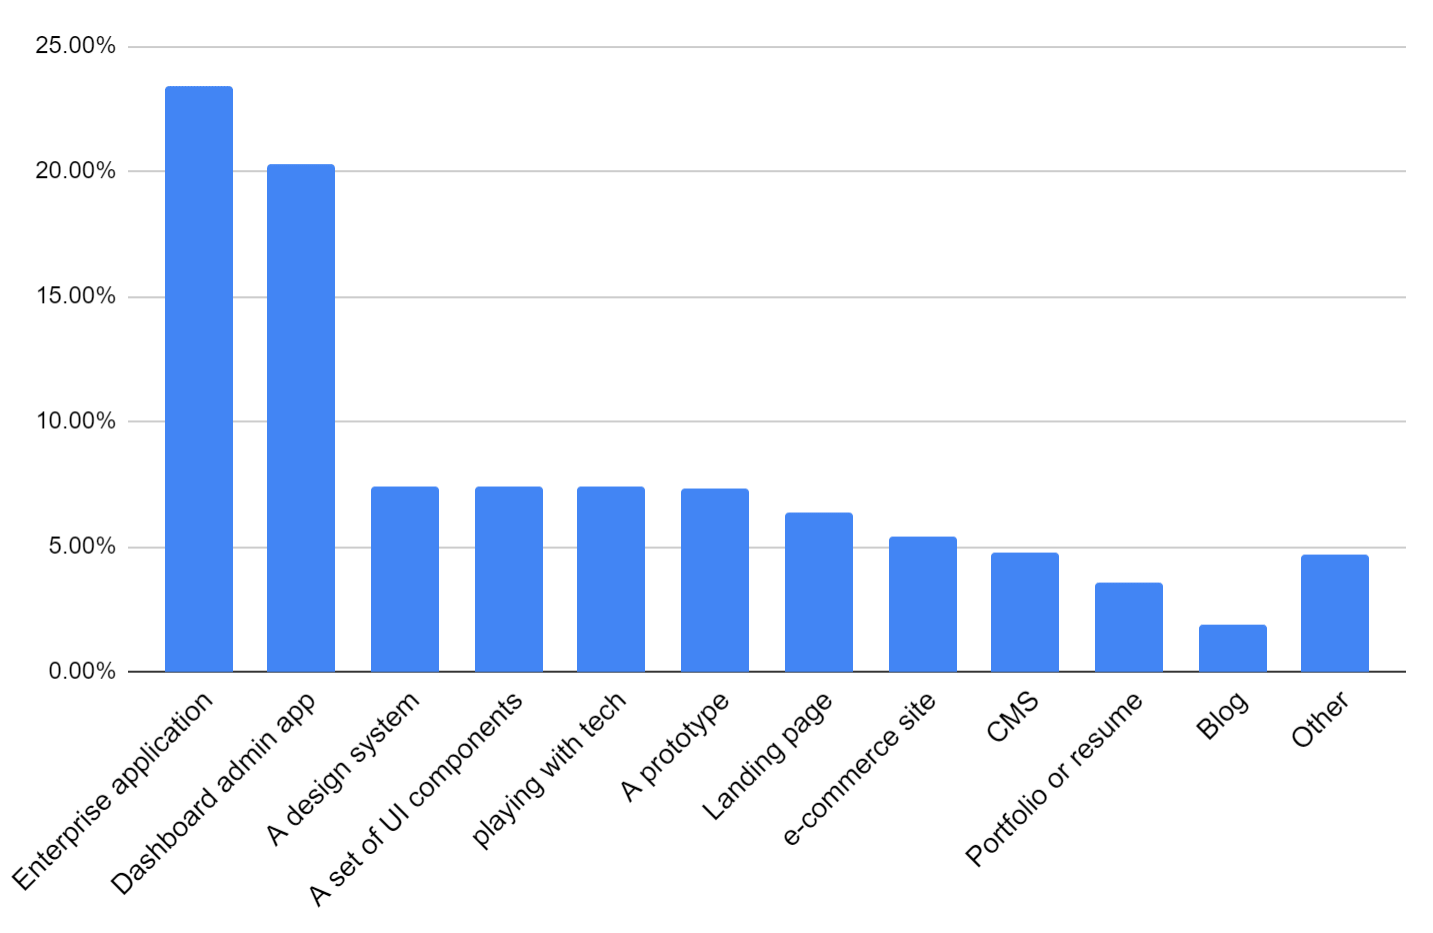 25.00%
20.00%
15.00%
10.00%
5.00%
0.00%
Enterprise application
Dashboard admin app
A design system
A set of UI components
playing with tech
A prototype
Landing page
e-commerce site
CMS
Portfolio or resume
Blog
Other